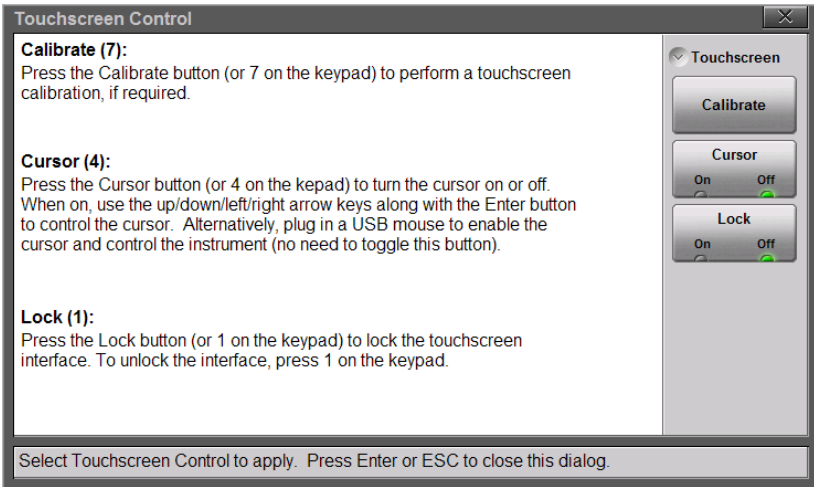 Touchscreen Control
Calibrate (7):
Press the Calibrate button (or 7 on the keypad) to perform a touchscreen
calibration, if required.
Cursor (4):
Press the Cursor button (or 4 on the kepad) to turn the cursor on or off.
When on, use the up/down/left/right arrow keys along with the Enter button
to control the cursor.  Alternatively, plug in a USB mouse to enable the
cursor and control the instrument (no need to toggle this button).
Lock (1):
Press the Lock button (or 1 on the keypad) to lock the touchscreen
interface. To unlock the interface, press 1 on the keypad.
Touchscreen
Calibrate
Cursor
On Off
Lock
On Off
Select Touchscreen Control to apply.  Press Enter or ESC to close this dialog.